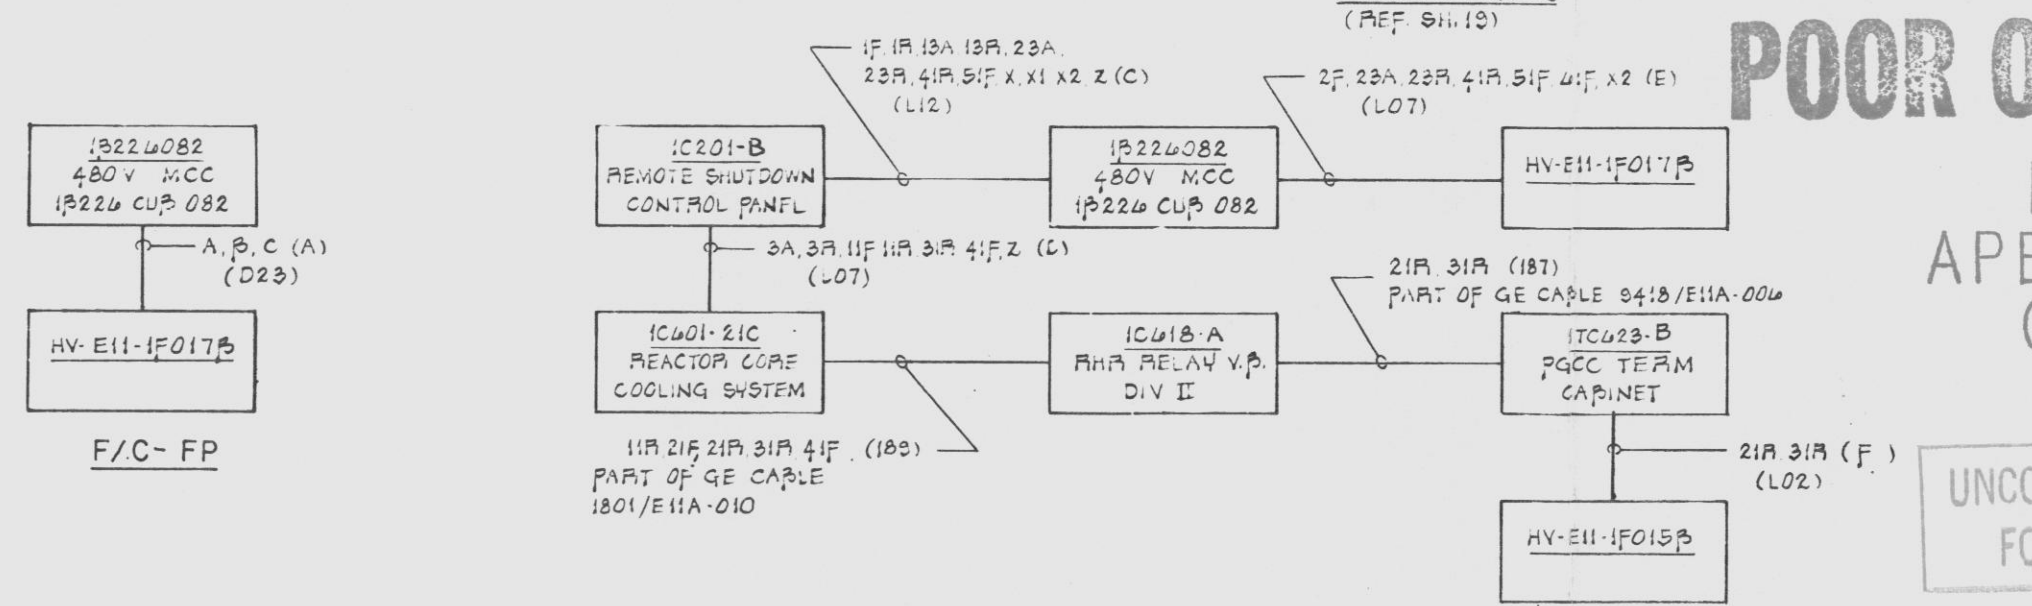 (REF. SH.19)
POOR O
1F, 1R, 13A, 13R, 23A,
23R, 41R, 51F, X, X1 X2, Z (C)
(L12)
2F, 23A, 23R, 41R, 51F, 61F, X2 (E)
(L07)
1B226082
480V MCC
1B226 CUB 082
1C201-B
REMOTE SHUTDOWN
CONTROL PANEL
1B226082
480V MCC
1B226 CUB 082
HV-E11-1F017B
A, B, C (A)
(D23)
3A, 3R, 11F 11R, 31R 41F, Z
(L07)
21R, 31R (187)
PART OF GE CABLE 9418/E11A-006
APE
HV-E11-1F017B
1C601-21C
REACTOR CORE
COOLING SYSTEM
1C618-A
RHR RELAY V.B.
DIV II
1TC623-B
PGCC TERM
CABINET
F/C-FP
11R, 21F, 21R, 31R, 41F (189)
PART OF GE CABLE
1801/E11A-010
21R, 31R (F)
(L02)
UNCO
FO
HV-E11-1F015B